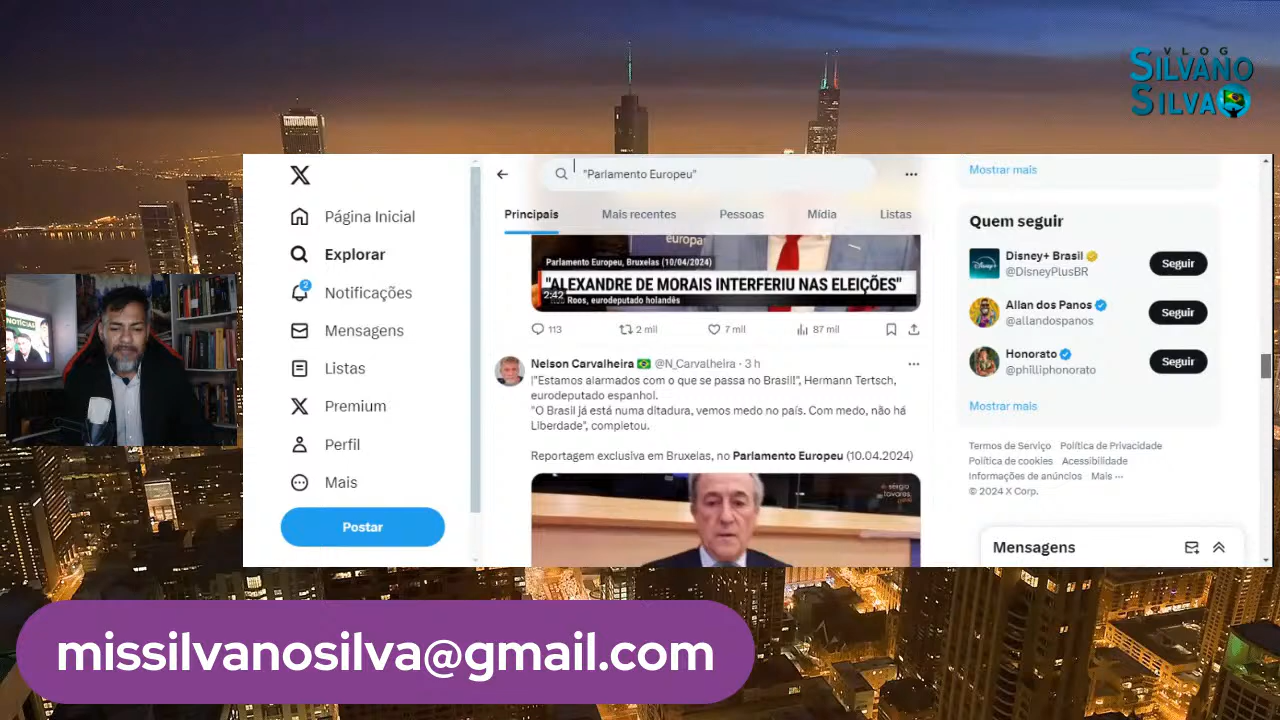 VLOG
SILVANO
SILVA
"Parlamento Europeu"
Mostrar mais
Página Inicial
Explorar
2
Notificações
Mensagens
Listas
Premium
Perfil
Mais
Postar
Principais
Mais recentes
Pessoas
Mídia
Listas
europa
Parlamento Europeu, Bruxelas (10/04/2024)
"ALEXANDRE DE MORAIS INTERFERIU NAS ELEIÇÕES"
2:42
Roos, eurodeputado holandês
113
2 mil
7 mil
87 mil
Nelson Carvalheira @N_Carvalheira · 3 h
|"Estamos alarmados com o que se passa no Brasil!", Hermann Tertsch,
eurodeputado espanhol.
"O Brasil já está numa ditadura, vemos medo no país. Com medo, não há
Liberdade", completou.
Reportagem exclusiva em Bruxelas, no Parlamento Europeu (10.04.2024)
sérgio
tavares
Quem seguir
Disney+
Disney+ Brasil
@DisneyPlusBR
Seguir
Allan dos Panos
@allandospanos
Seguir
Honorato
@philliphonorato
Seguir
Mostrar mais
Termos de Serviço Política de Privacidade
Política de cookies Acessibilidade
Informações de anúncios Mais ···
© 2024 X Corp.
Mensagens
NOTÍCIAS
missilvanosilva@gmail.com